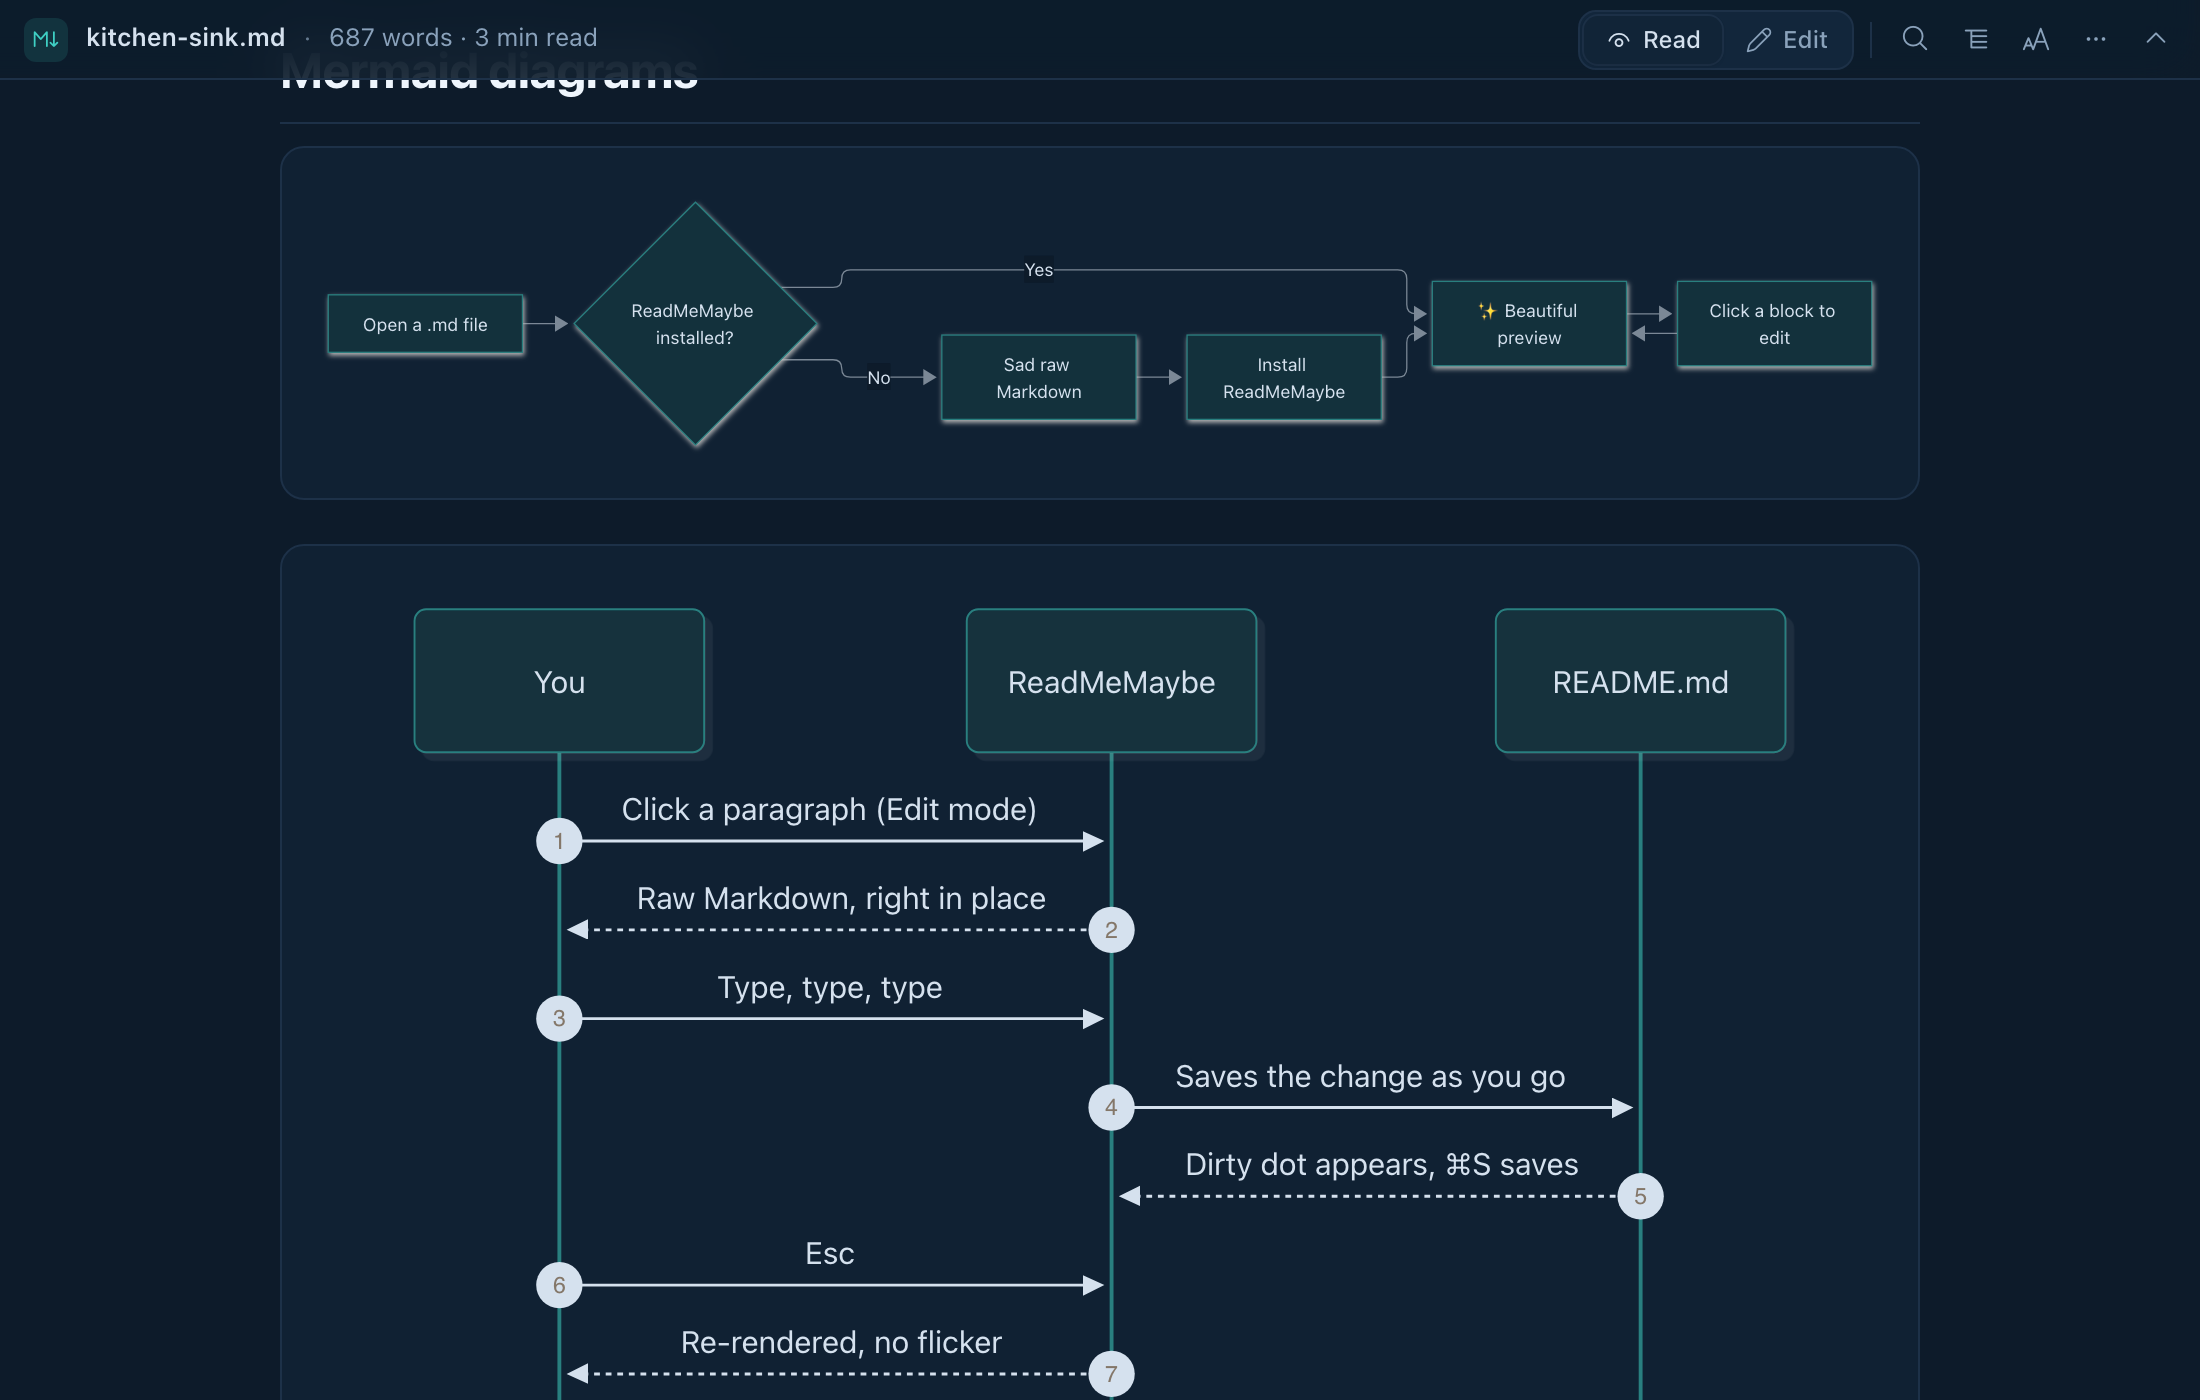 M↓ kitchen-sink.md · 687 words · 3 min read Read Edit AA ···
Mermaid diagrams
Open a .md file
ReadMeMaybe
installed?
Yes
No
Sad raw
Markdown
Install
ReadMeMaybe
✨ Beautiful
preview
Click a block to
edit
You ReadMeMaybe README.md
Click a paragraph (Edit mode)
1
Raw Markdown, right in place
2
Type, type, type
3
Saves the change as you go
4
Dirty dot appears, ⌘S saves
5
Esc
6
Re-rendered, no flicker
7